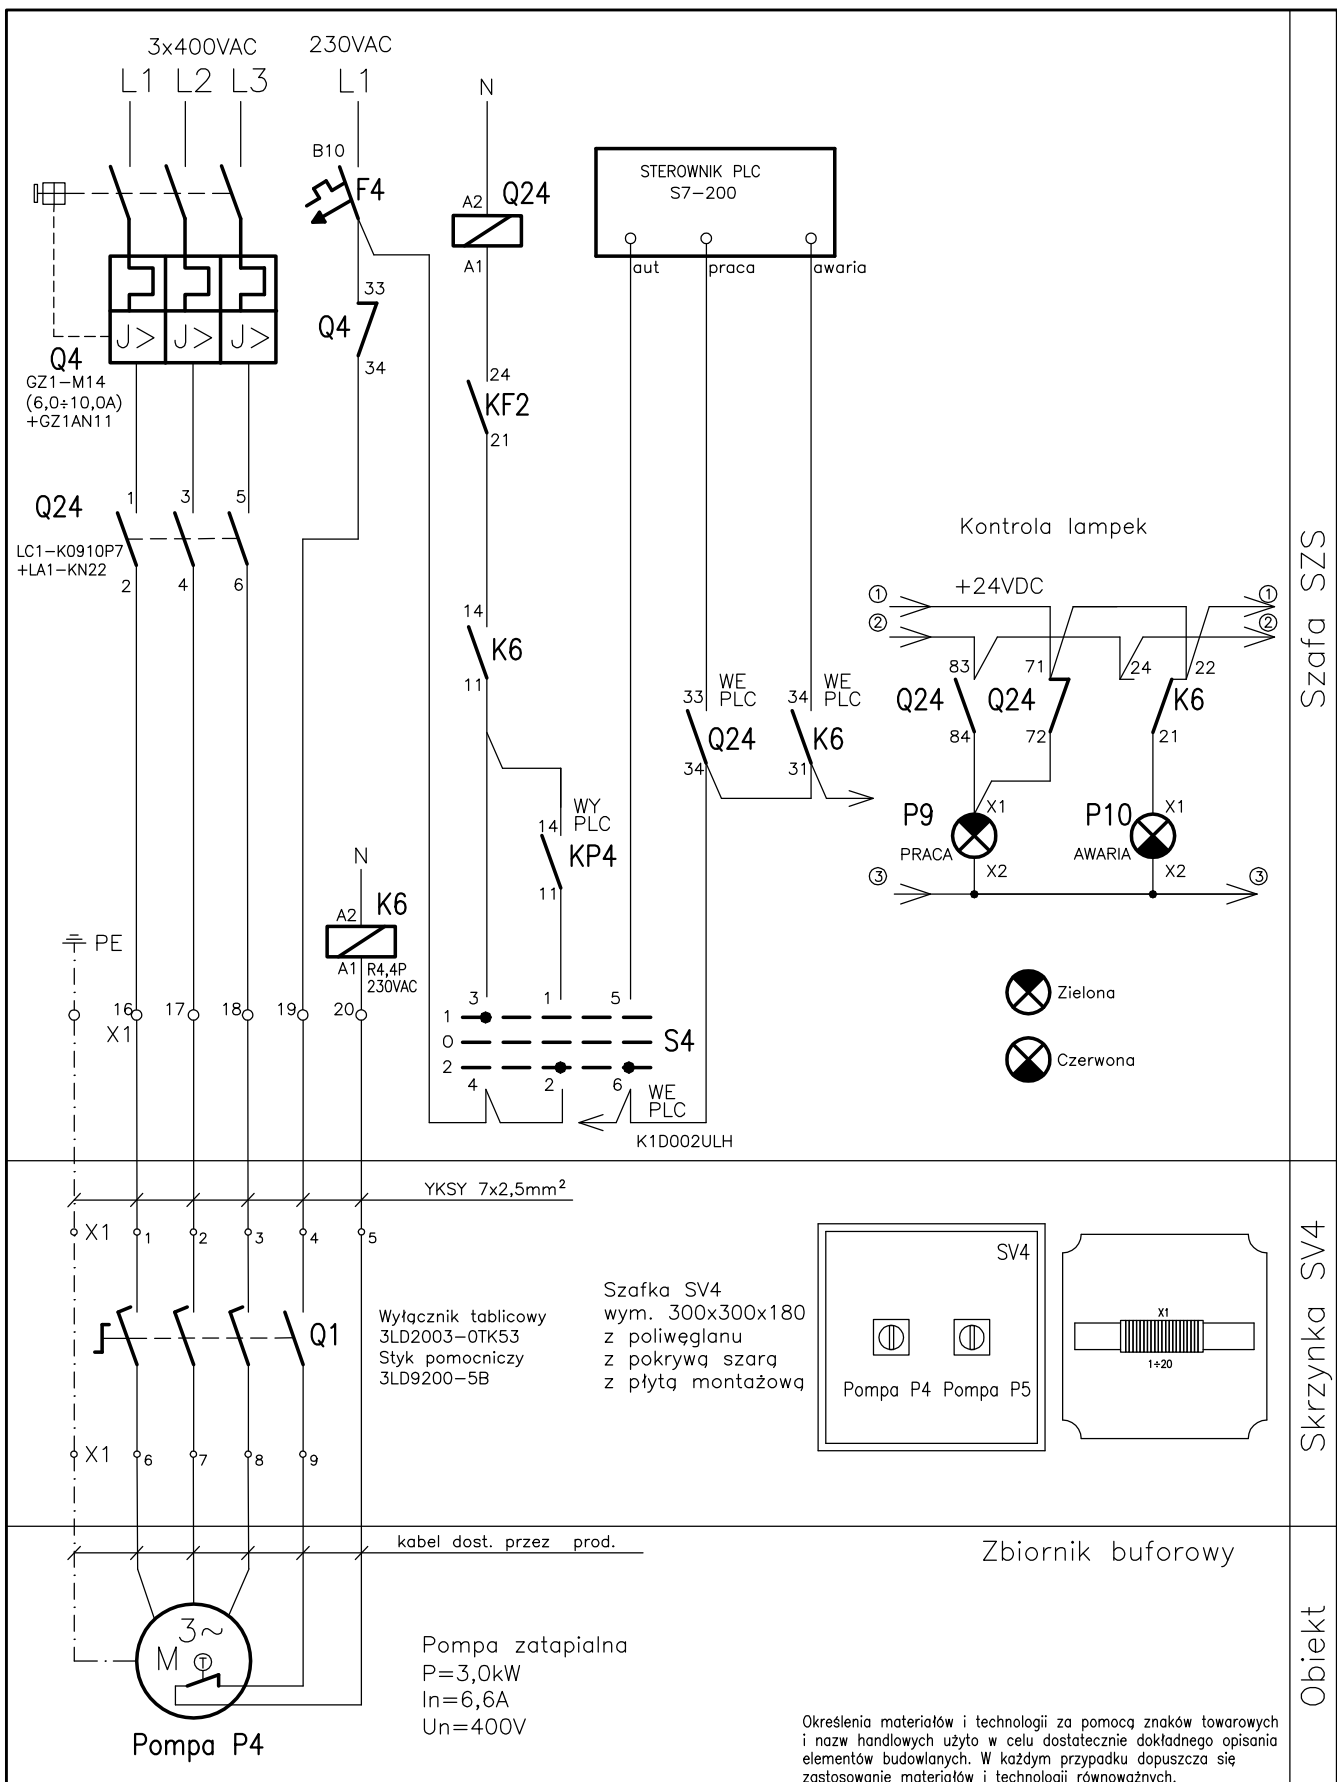 3x400VAC
230VAC
L1 L2 L3
L1
N
B10
F4
STEROWNIK PLC
S7-200
A2
Q24
A1
aut
praca
awaria
33
Q4
34
J>
J>
J>
Q4
GZ1-M14
(6,0÷10,0A)
+GZ1AN11
24
KF2
21
Q24
1
3
5
LC1-K0910P7
+LA1-KN22
2
4
6
Kontrola lampek
1
+24VDC
1
2
2
14
K6
11
83
71
24
22
Q24
Q24
K6
84
72
21
WE
PLC
33
Q24
34
WE
PLC
34
K6
31
WY
PLC
14
KP4
11
P9
X1
PRACA
X2
P10
X1
AWARIA
X2
3
3
N
A2
K6
A1
R4,4P
230VAC
PE
16
17
18
19
20
X1
3
1
5
1
0
2
S4
4
2
6
WE
PLC
K1D002ULH
Zielona
Czerwona
Szafa SZS
YKSY 7x2,5mm²
X1
1
2
3
4
5
Q1
Wyłącznik tablicowy
3LD2003-0TK53
Styk pomocniczy
3LD9200-5B
Szafka SV4
wym. 300x300x180
z poliwęglanu
z pokrywą szarą
z płytą montażową
SV4
Pompa P4 Pompa P5
X1
1÷20
X1
6
7
8
9
Skrzynka SV4
kabel dost. przez prod.
Zbiornik buforowy
3~
M
T
Pompa P4
Pompa zatapialna
P=3,0kW
In=6,6A
Un=400V
Obiekt
Określenia materiałów i technologii za pomocą znaków towarowych
i nazw handlowych użyto w celu dostatecznie dokładnego opisania
elementów budowlanych. W każdym przypadku dopuszcza się
zastosowanie materiałów i technologii równoważnych.